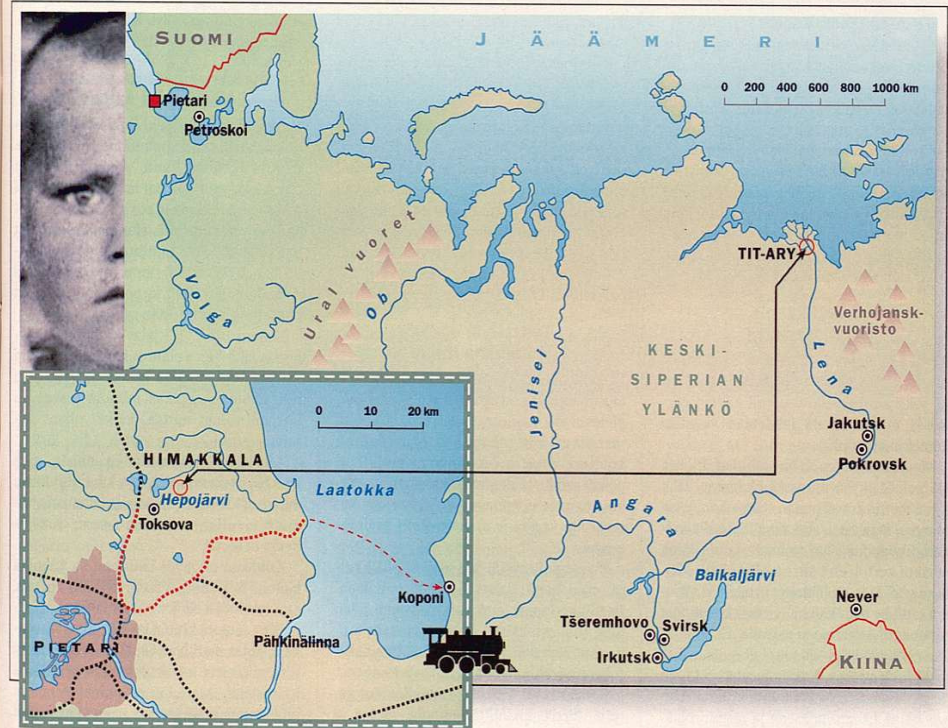 SUOMI
JÄÄMERI
0 200 400 600 800 1000 km
Pietari
Petroskoi
TIT-ARY
Ural vuoret
Volga
Ob
Jenisei
Verhojansk-
vuoristo
Lena
KESKI-
SIPERIAN
YLÄNKÖ
Jakutsk
Pokrovsk
Angara
Baikaljärvi
Never
Tšeremhovo
Svirsk
Irkutsk
KIINA
0 10 20 km
HIMAKKALA
Laatokka
Hepojärvi
Toksova
Koponi
PIETARI
Pähkinälinna